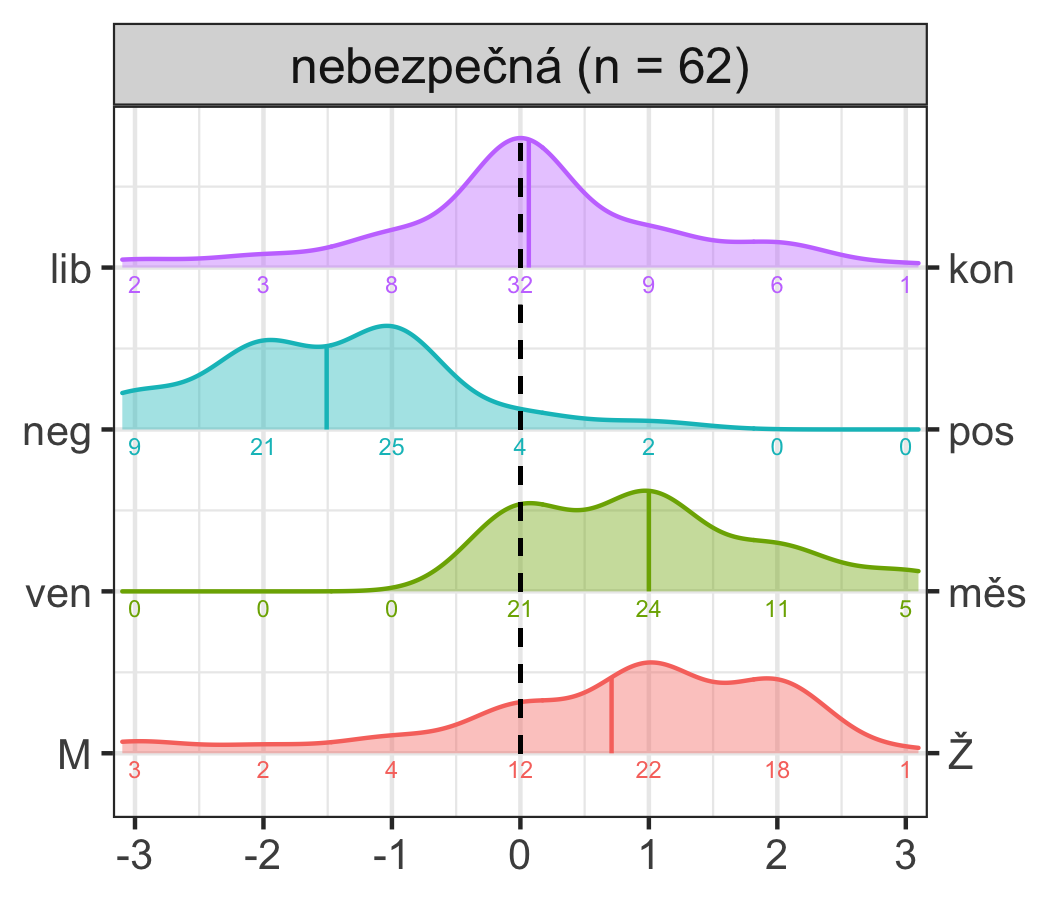 nebezpečná (n = 62)
lib kon
2 3 8 32 9 6 1
neg pos
9 21 25 4 2 0 0
ven měs
0 0 0 21 24 11 5
M Ž
3 2 4 12 22 18 1
-3 -2 -1 0 1 2 3